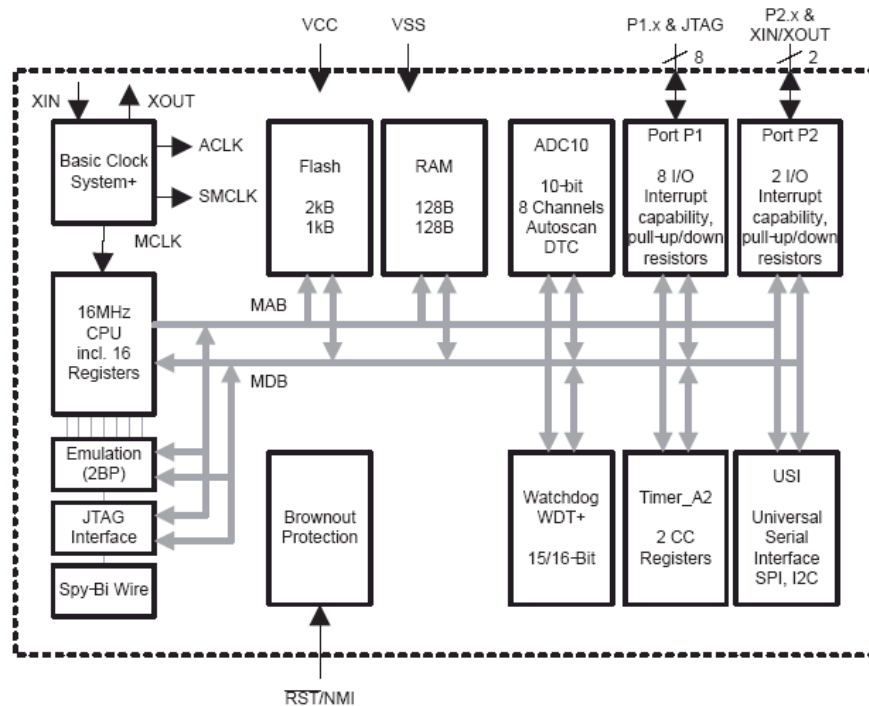 VCC
VSS
P1.x & JTAG
8
P2.x &
XIN/XOUT
2
XIN
XOUT
Basic Clock
System+
ACLK
SMCLK
MCLK
Flash
2kB
1kB
RAM
128B
128B
ADC10
10-bit
8 Channels
Autoscan
DTC
Port P1
8 I/O
Interrupt
capability,
pull-up/down
resistors
Port P2
2 I/O
Interrupt
capability,
pull-up/down
resistors
16MHz
CPU
incl. 16
Registers
MAB
MDB
Emulation
(2BP)
JTAG
Interface
Spy-Bi Wire
Brownout
Protection
Watchdog
WDT+
15/16-Bit
Timer_A2
2 CC
Registers
USI
Universal
Serial
Interface
SPI, I2C
RST/NMI